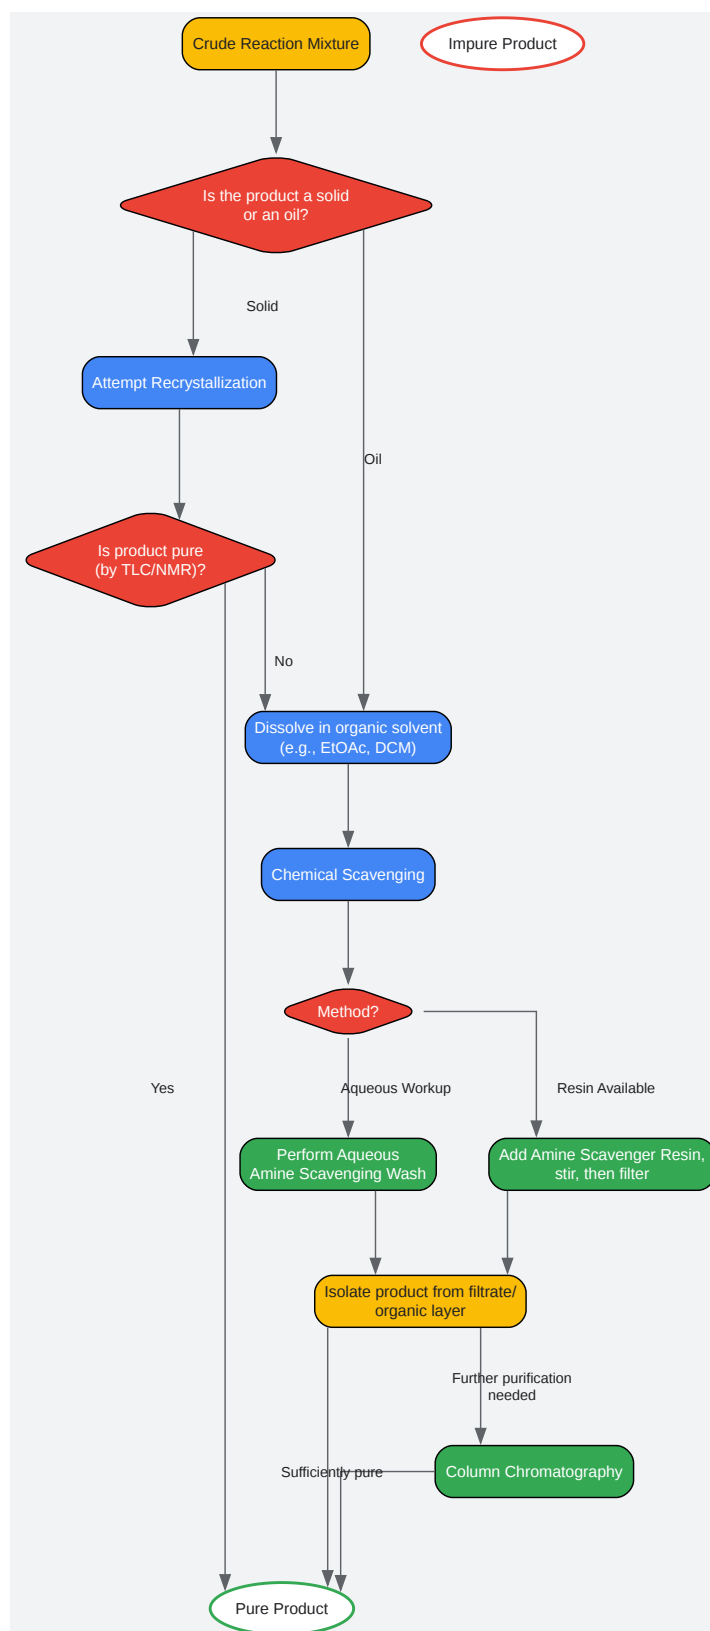 Crude Reaction Mixture
Impure Product
Is the product a solid
or an oil?
Solid
Attempt Recrystallization
Oil
Is product pure
(by TLC/NMR)?
No
Dissolve in organic solvent
(e.g., EtOAc, DCM)
Chemical Scavenging
Method?
Yes
Aqueous Workup
Resin Available
Perform Aqueous
Amine Scavenging Wash
Add Amine Scavenger Resin,
stir, then filter
Isolate product from filtrate/
organic layer
Further purification
needed
Sufficiently pure
Column Chromatography
Pure Product